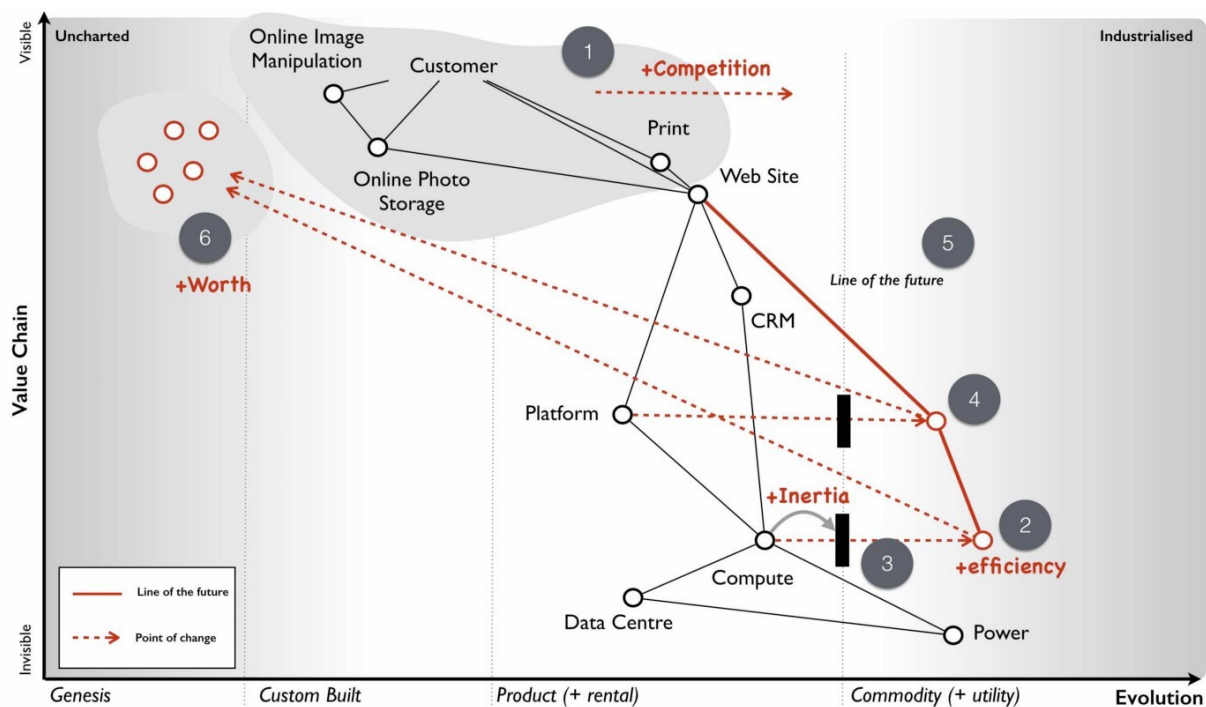 Visible
Uncharted
Industrialised
Online Image
Manipulation
Customer
1
+Competition
Print
Web Site
Online Photo
Storage
6
+Worth
5
Line of the future
CRM
Value Chain
Platform
4
+Inertia
2
+efficiency
3
Compute
Data Centre
Power
Line of the future
Point of change
Invisible
Genesis
Custom Built
Product (+ rental)
Commodity (+ utility)
Evolution